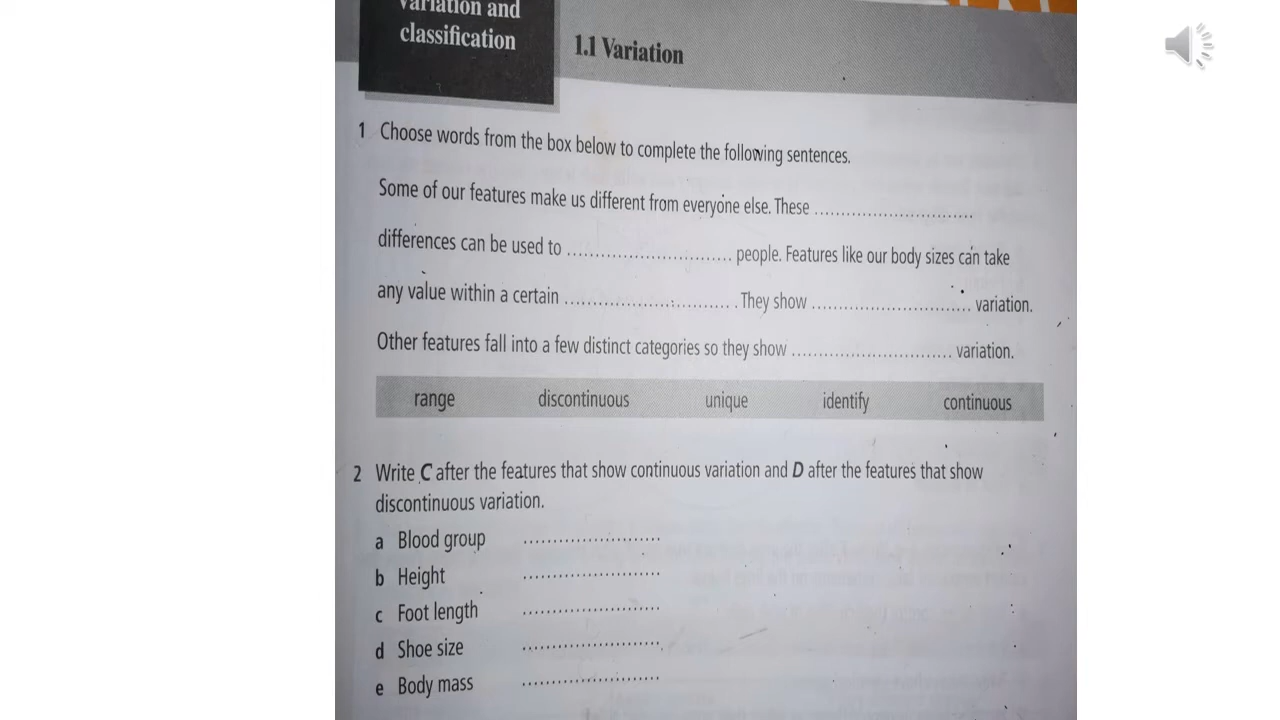 Variation and
classification
1.1 Variation
1 Choose words from the box below to complete the following sentences.
Some of our features make us different from everyone else. These ..............................
differences can be used to .............................. people. Features like our body sizes can take
any value within a certain .............................. . They show .............................. variation.
Other features fall into a few distinct categories so they show .............................. variation.
range discontinuous unique identify continuous
2 Write C after the features that show continuous variation and D after the features that show
discontinuous variation.
a Blood group ..........................
b Height ..........................
c Foot length ..........................
d Shoe size ..........................
e Body mass ..........................